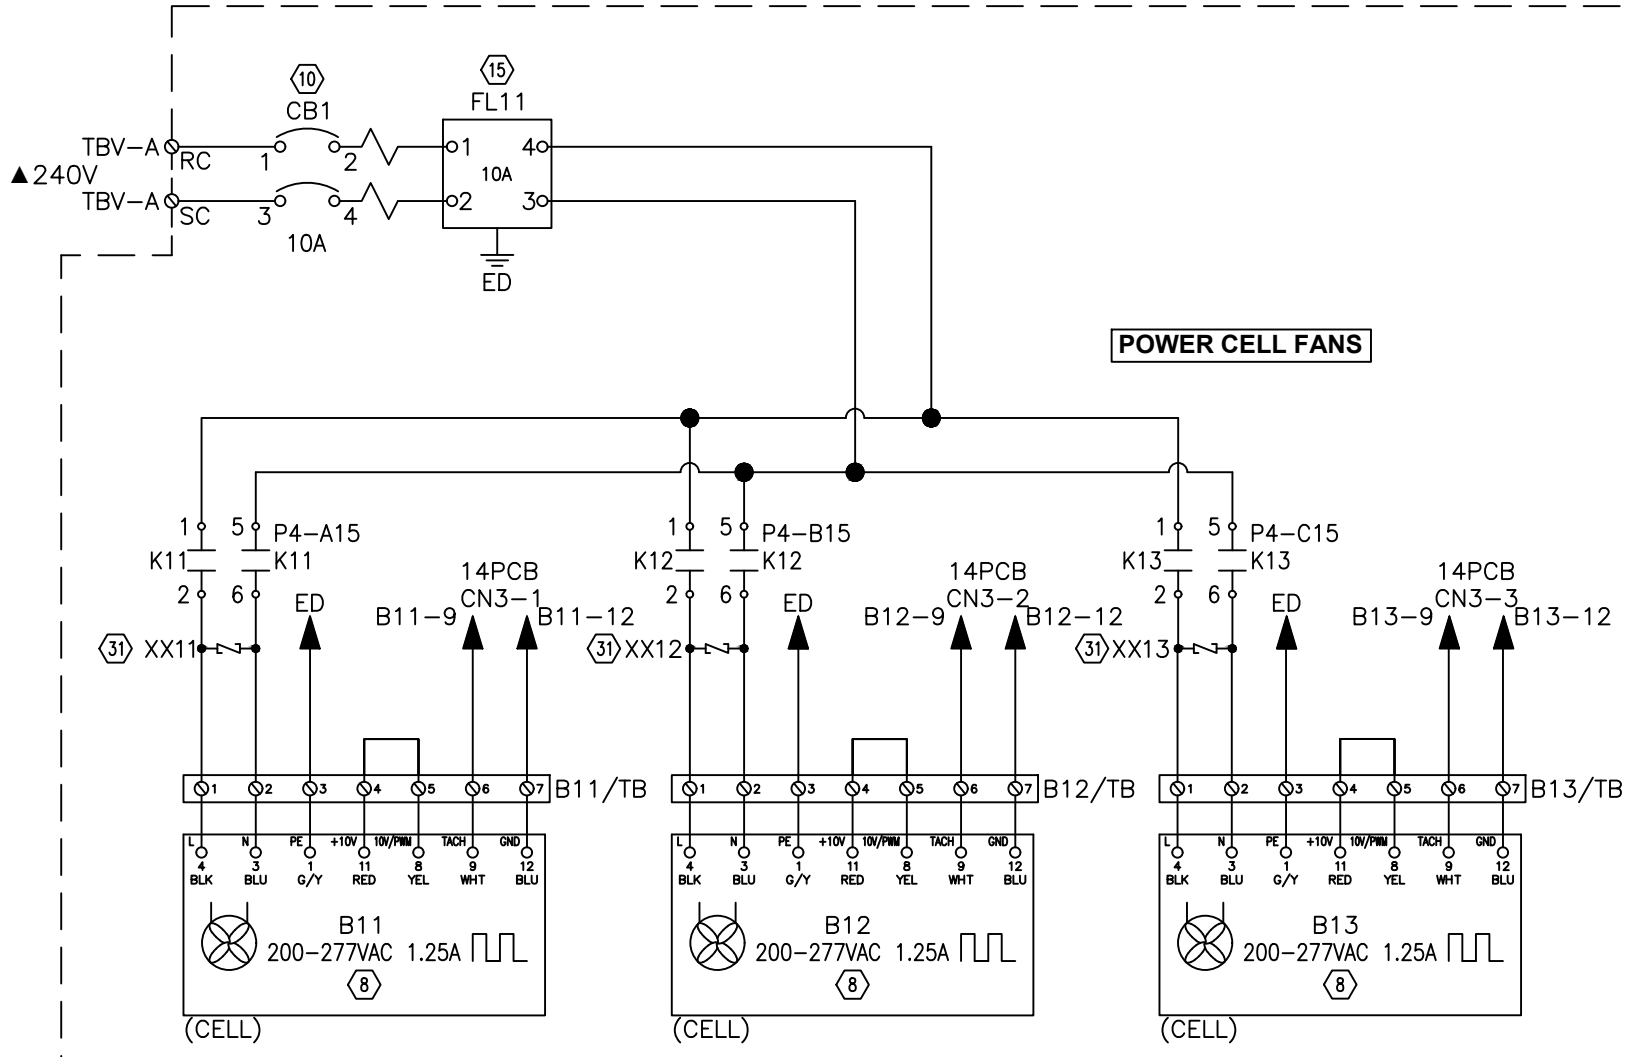 10
CB1
15
FL11
TBV-A
RC
1
2
1
4
▲240V
10A
TBV-A
SC
3
4
2
3
10A
ED
POWER CELL FANS
1 5 P4-A15
K11 K11
2 6
31 XX11
ED
14PCB
CN3-1
B11-9
B11-12
1 5 P4-B15
K12 K12
2 6
31 XX12
ED
14PCB
CN3-2
B12-9
B12-12
1 5 P4-C15
K13 K13
2 6
31 XX13
ED
14PCB
CN3-3
B13-9
B13-12
1 2 3 4 5 6 7 B11/TB
L N PE +10V 10V/PWM TACH GND
4 3 1 11 8 9 12
BLK BLU G/Y RED YEL WHT BLU
B11
200-277VAC 1.25A
8
(CELL)
1 2 3 4 5 6 7 B12/TB
L N PE +10V 10V/PWM TACH GND
4 3 1 11 8 9 12
BLK BLU G/Y RED YEL WHT BLU
B12
200-277VAC 1.25A
8
(CELL)
1 2 3 4 5 6 7 B13/TB
L N PE +10V 10V/PWM TACH GND
4 3 1 11 8 9 12
BLK BLU G/Y RED YEL WHT BLU
B13
200-277VAC 1.25A
8
(CELL)